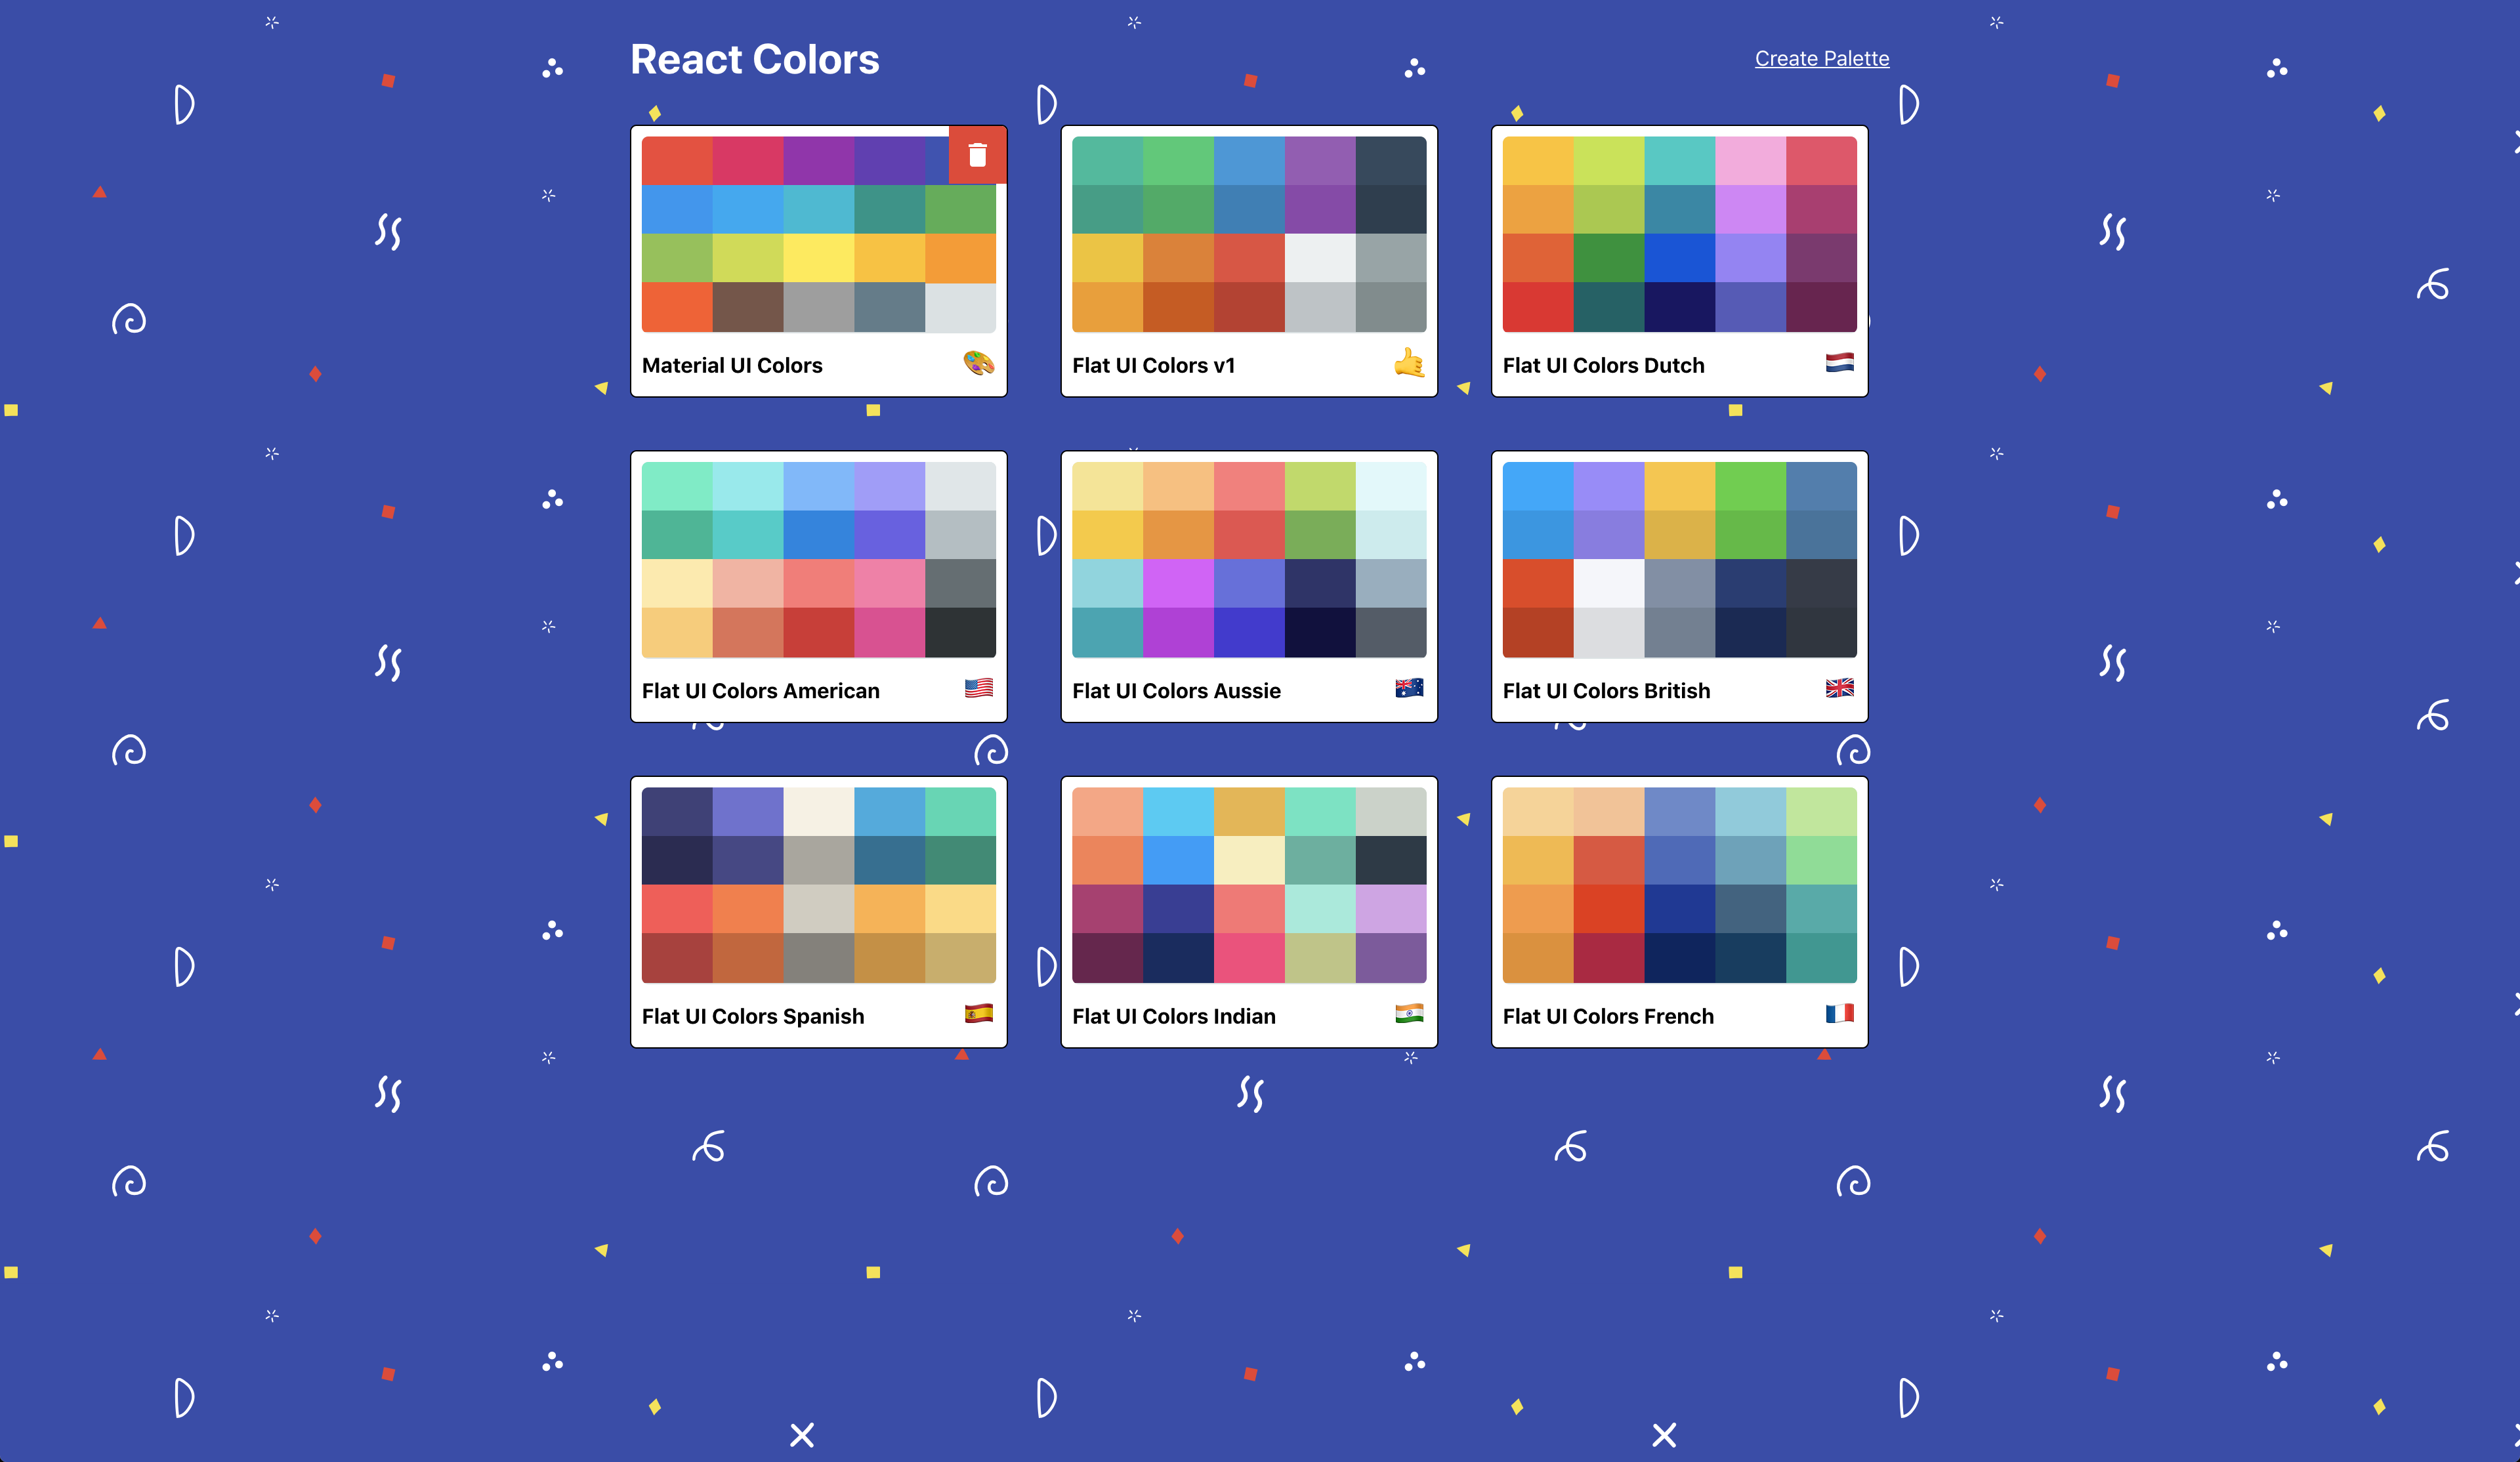 React Colors
Create Palette
Material UI Colors
Flat UI Colors v1
Flat UI Colors Dutch
Flat UI Colors American
Flat UI Colors Aussie
Flat UI Colors British
Flat UI Colors Spanish
Flat UI Colors Indian
Flat UI Colors French